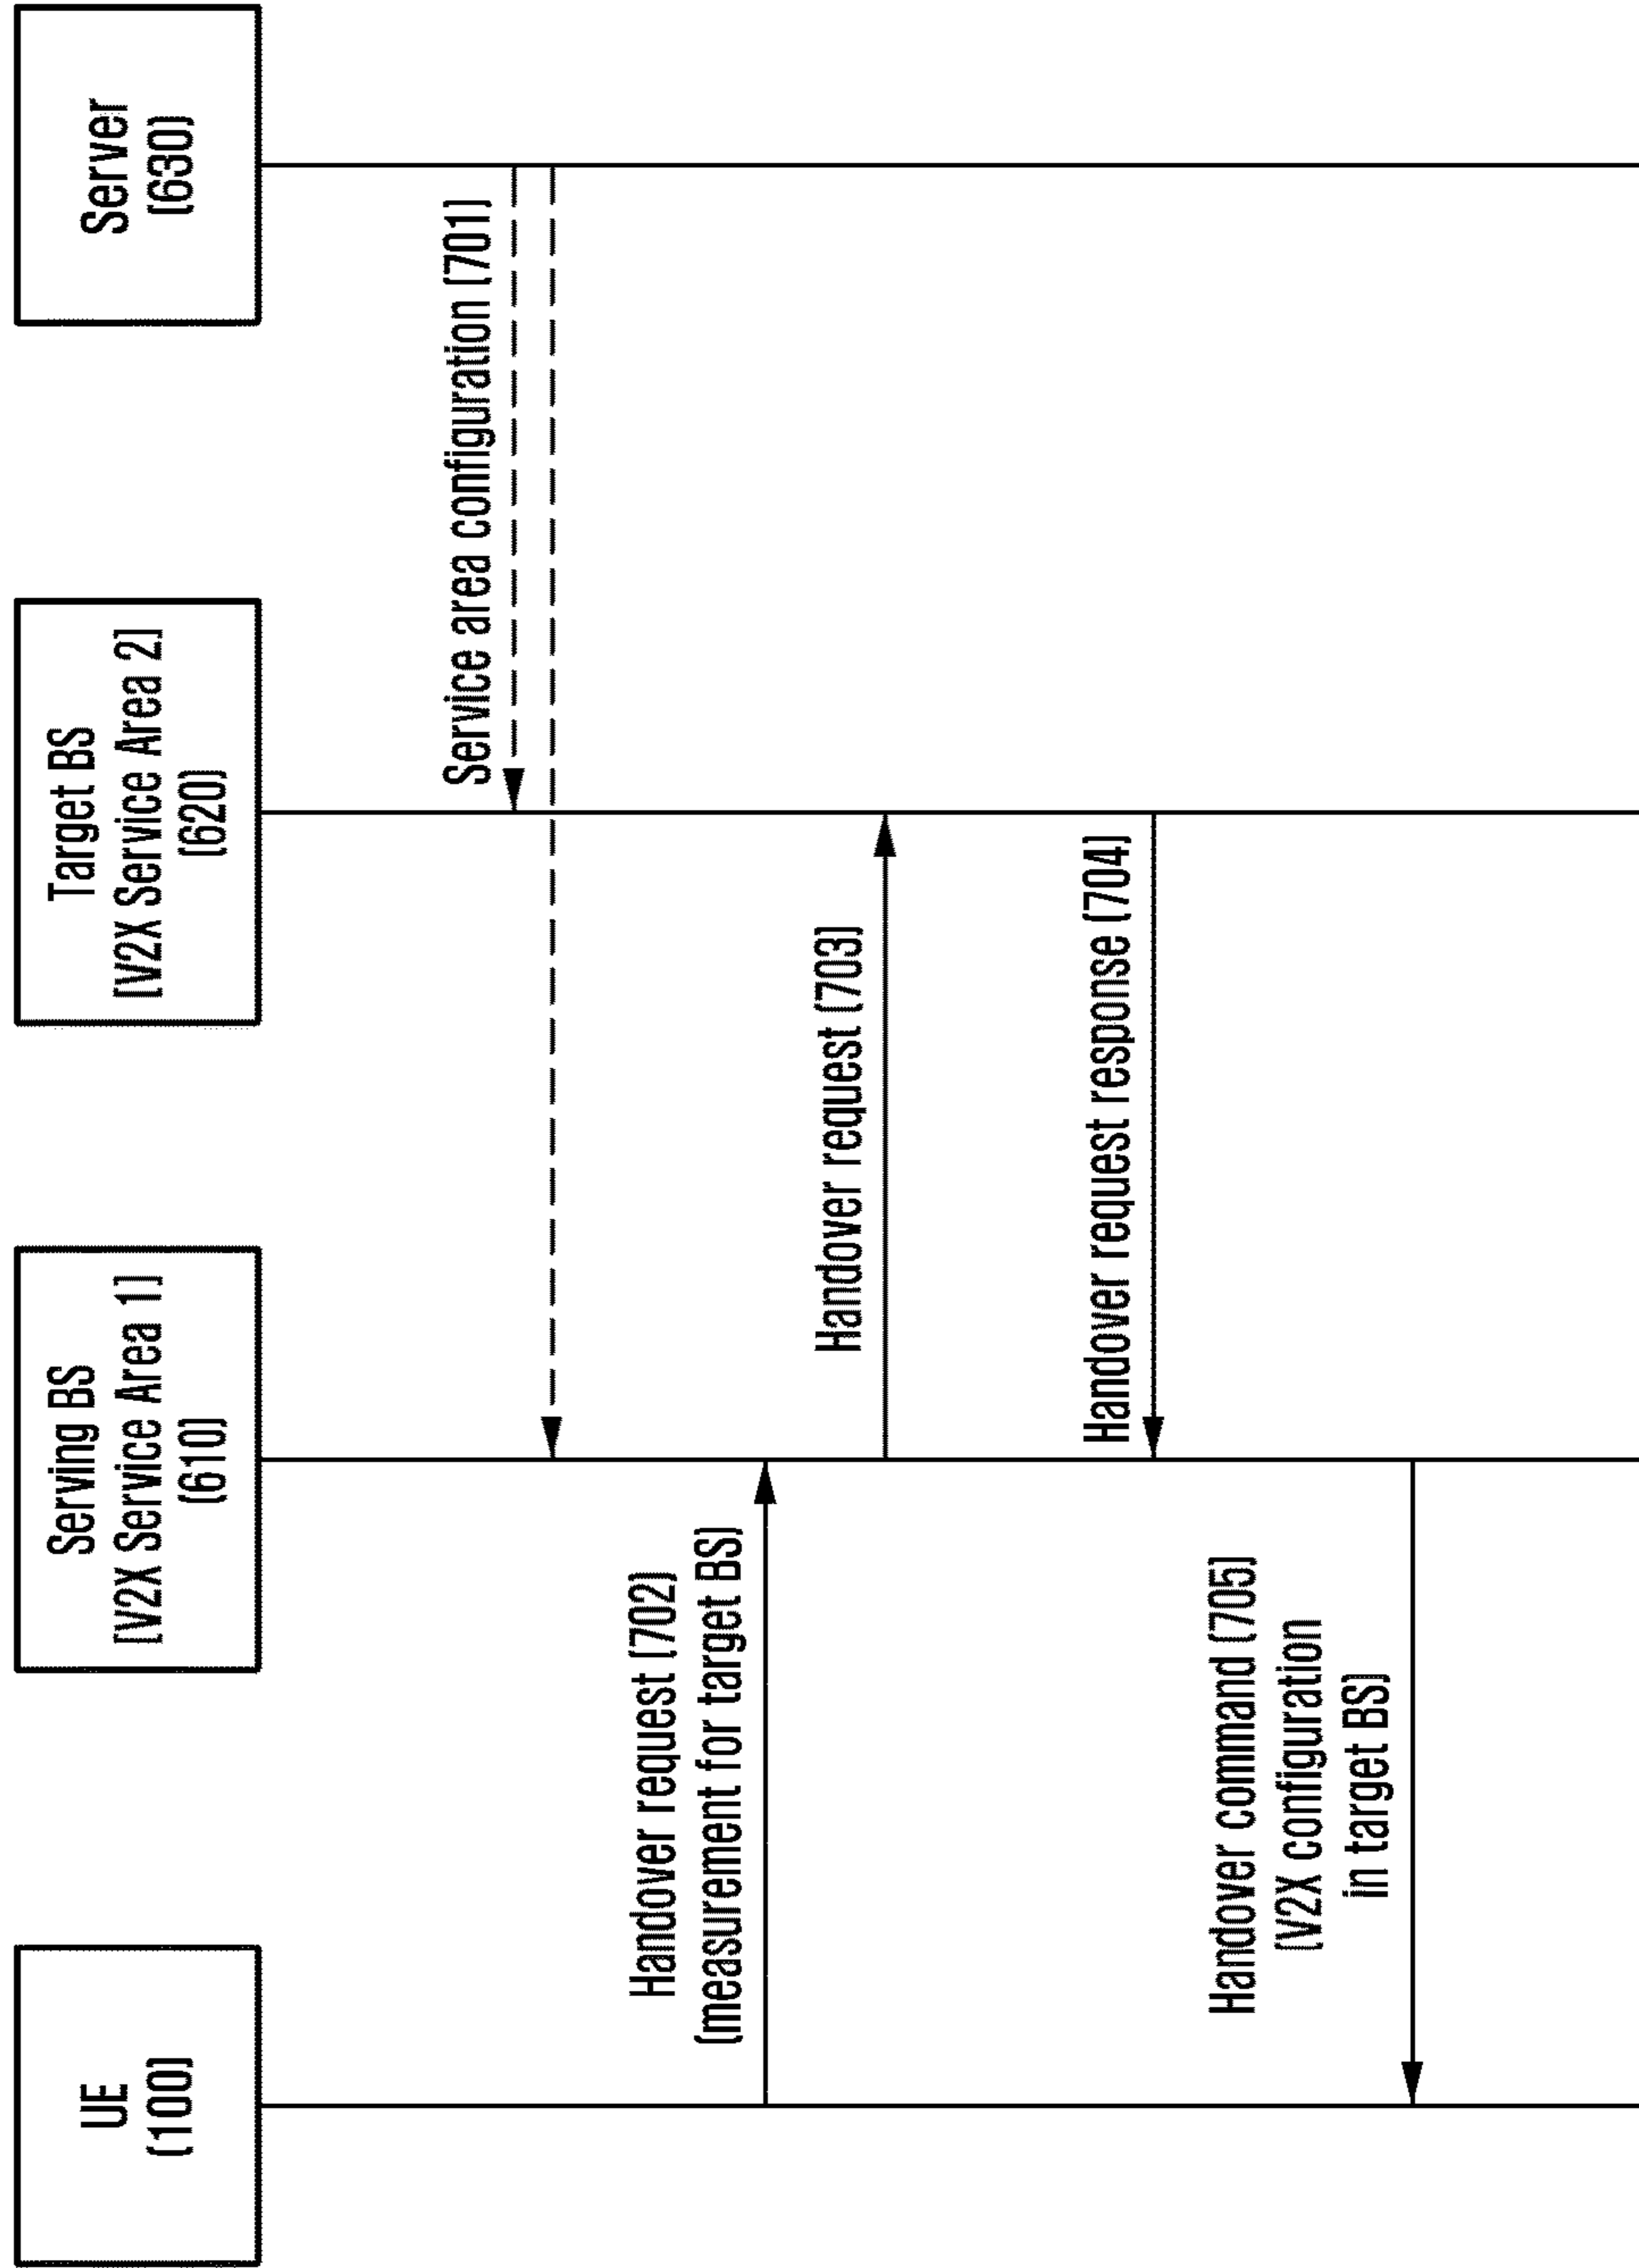 UE
(100)
Serving BS
[V2X Service Area 1]
(610)
Target BS
[V2X Service Area 2]
(620)
Server
(630)
Service area configuration (701)
Handover request (702)
(measurement for target BS)
Handover request (703)
Handover request response (704)
Handover command (705)
[V2X configuration
in target BS]